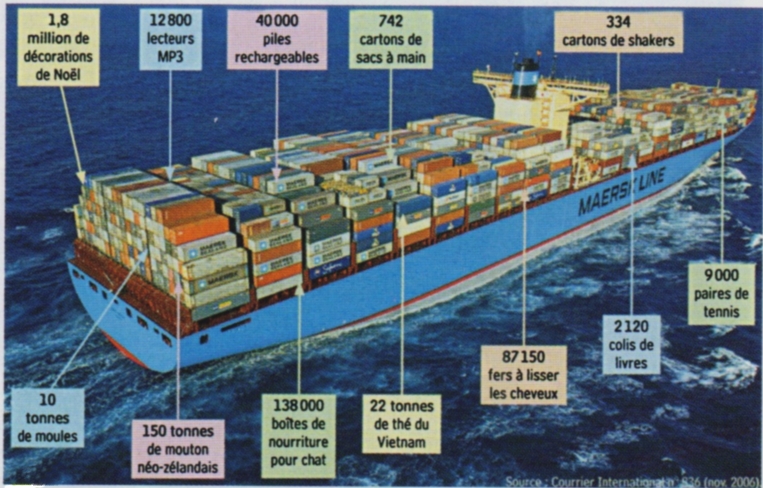 1,8
million de
décorations
de Noël
12 800
lecteurs
MP3
40 000
piles
rechargeables
742
cartons de
sacs à main
334
cartons de shakers
MAERSK LINE
9 000
paires de
tennis
2 120
colis de
livres
87 150
fers à lisser
les cheveux
10
tonnes
de moules
150 tonnes
de mouton
néo-zélandais
138 000
boîtes de
nourriture
pour chat
22 tonnes
de thé du
Vietnam
MAERSK
Source : Courrier International n° 836 (nov. 2006).